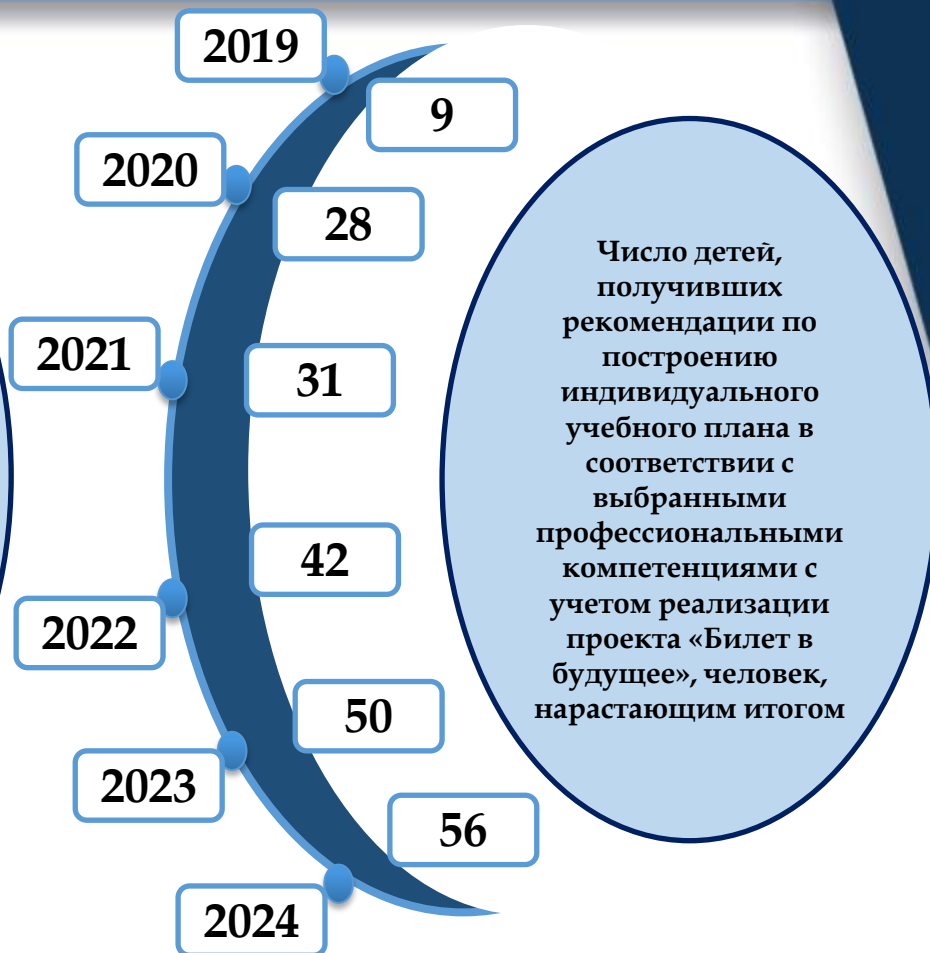 2019
9
2020
28
2021
31
42
2022
50
2023
56
2024
Число детей,
получивших
рекомендации по
построению
индивидуального
учебного плана в
соответствии с
выбранными
профессиональными
компетенциями с
учетом реализации
проекта «Билет в
будущее», человек,
нарастающим итогом